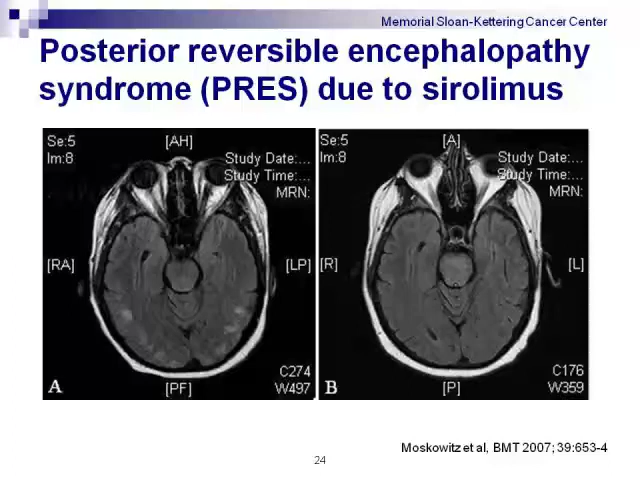 Memorial Sloan-Kettering Cancer Center
Posterior reversible encephalopathy
syndrome (PRES) due to sirolimus
Se:5
Im:8
[AH]
Study Date:...
Study Time:...
MRN:
[RA]
[LP]
C274
W497
A
[PF]
Se:5
Im:8
[A]
Study Date:...
Study Time:...
MRN:
[R]
[L]
C176
W359
B
[P]
Moskowitz et al, BMT 2007; 39:653-4
24